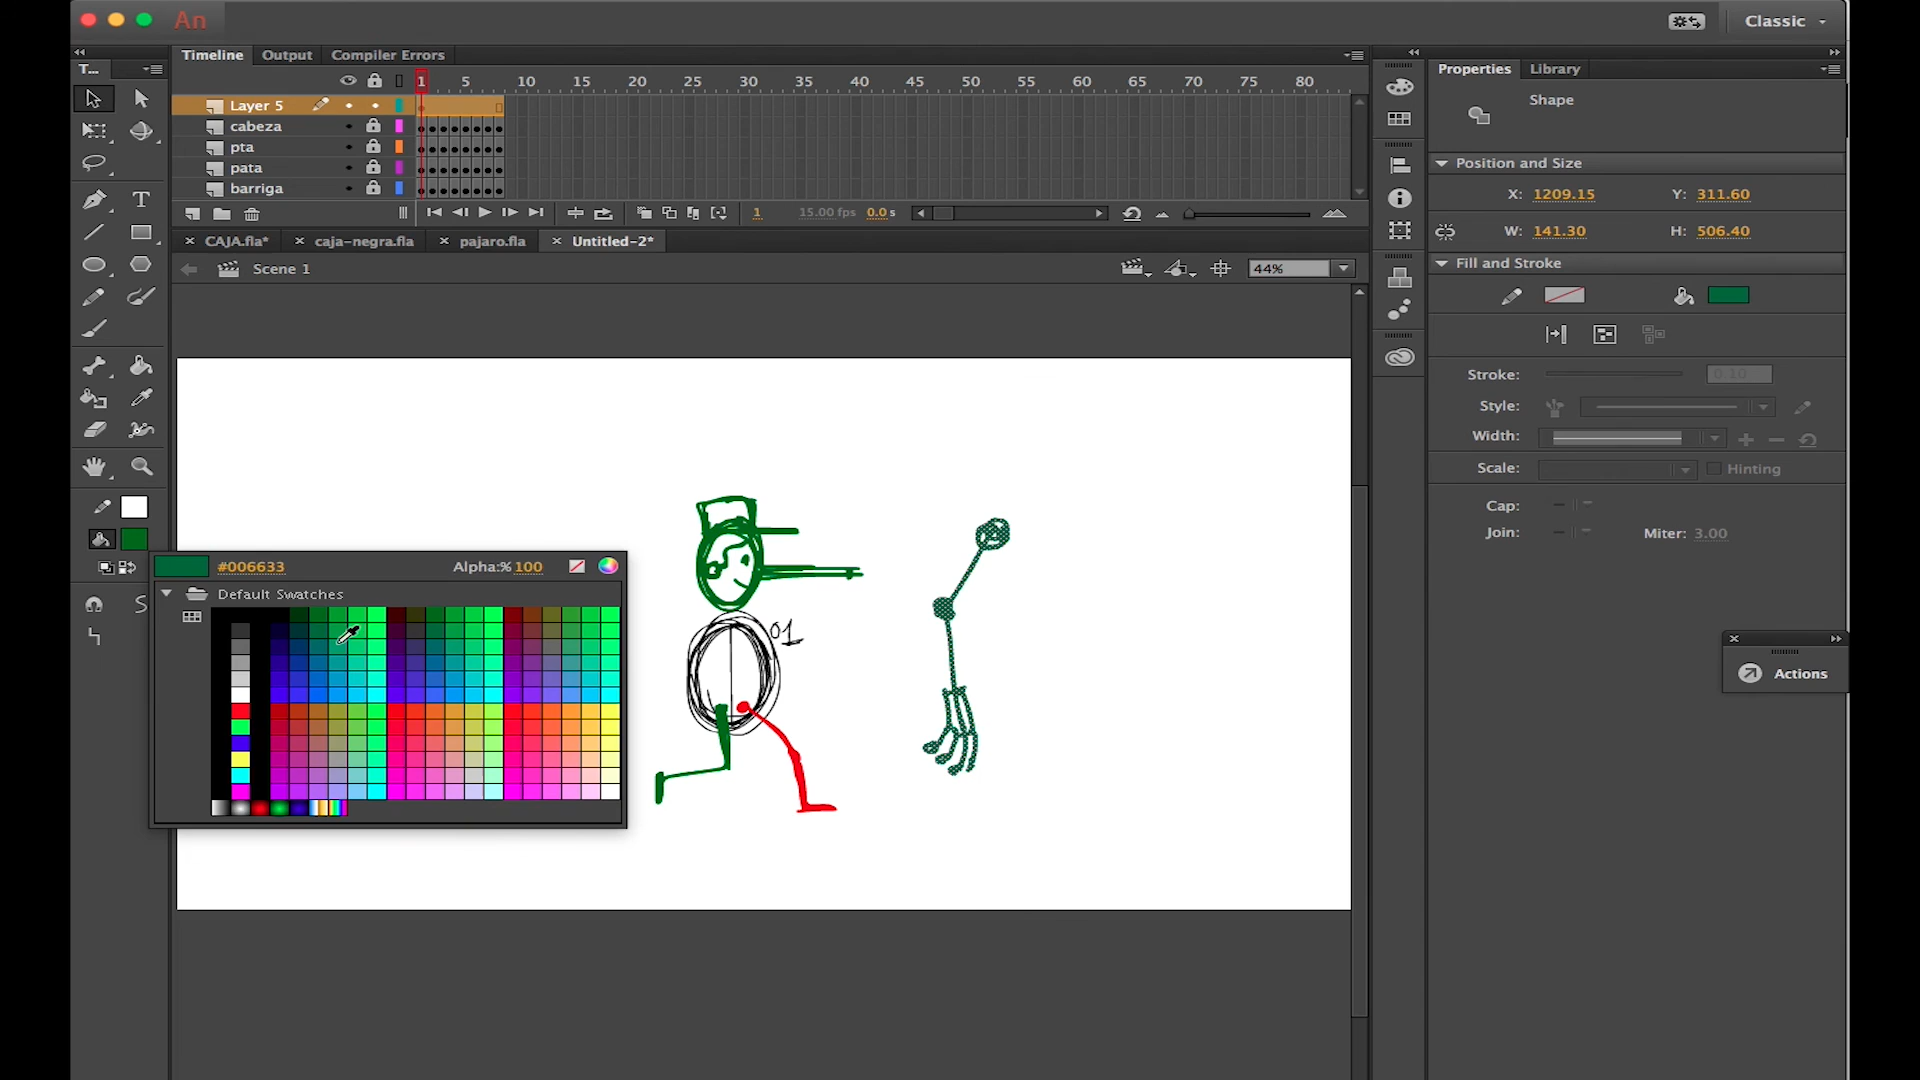 An
Classic
Timeline Output Compiler Errors
T...
Properties Library
1 5 10 15 20 25 30 35 40 45 50 55 60 65 70 75 80
Shape
Layer 5
cabeza
pta
pata
barriga
Position and Size
X: 1209.15 Y: 311.60
W: 141.30 H: 506.40
1 15.00 fps 0.0 s
CAJA.fla* caja-negra.fla pajaro.fla Untitled-2*
Scene 1
44%
Fill and Stroke
Stroke: 0.10
Style:
Width:
Scale: Hinting
Cap:
Join: Miter: 3.00
#006633 Alpha:% 100
Default Swatches
01
Actions